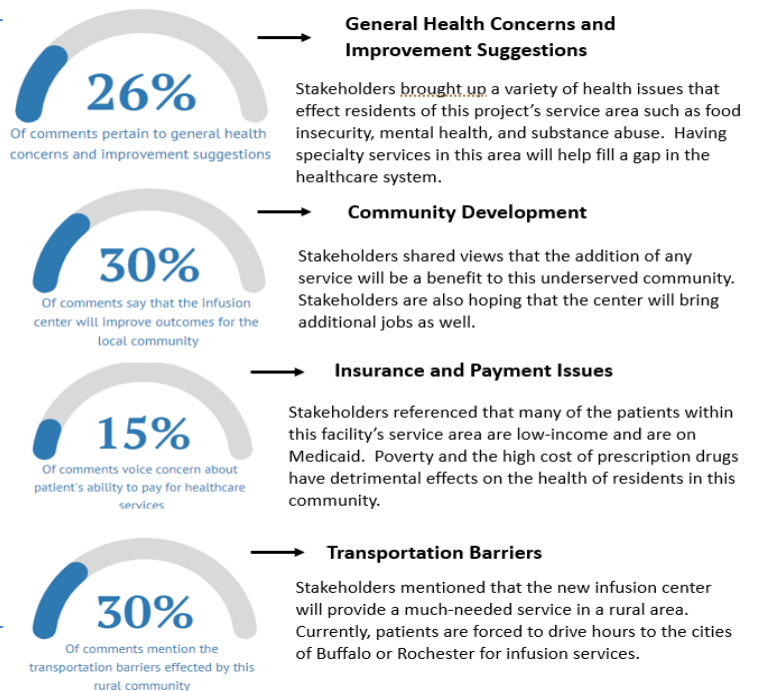 General Health Concerns and
Improvement Suggestions
26%
Of comments pertain to general health
concerns and improvement suggestions
Stakeholders brought up a variety of health issues that
effect residents of this project's service area such as food
insecurity, mental health, and substance abuse.  Having
specialty services in this area will help fill a gap in the
healthcare system.
Community Development
30%
Of comments say that the infusion
center will improve outcomes for the
local community
Stakeholders shared views that the addition of any
service will be a benefit to this underserved community.
Stakeholders are also hoping that the center will bring
additional jobs as well.
Insurance and Payment Issues
15%
Of comments voice concern about
patient's ability to pay for healthcare
services
Stakeholders referenced that many of the patients within
this facility's service area are low-income and are on
Medicaid.  Poverty and the high cost of prescription drugs
have detrimental effects on the health of residents in this
community.
Transportation Barriers
30%
Of comments mention the
transportation barriers effected by this
rural community
Stakeholders mentioned that the new infusion center
will provide a much-needed service in a rural area.
Currently, patients are forced to drive hours to the cities
of Buffalo or Rochester for infusion services.